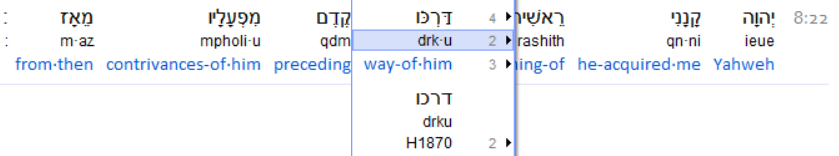 8:22 יְהוָה קָנָנִי רֵאשִׁי 4 דַּרְכּוֹ קֶדֶם מִפְעָלָיו מֵאָז :
: m·az mpholi·u qdm drk·u 2 rashith qn·ni ieue
from·then contrivances-of·him preceding way-of·him 3 ning-of he-acquired·me Yahweh
דרכו
drku
H1870 2